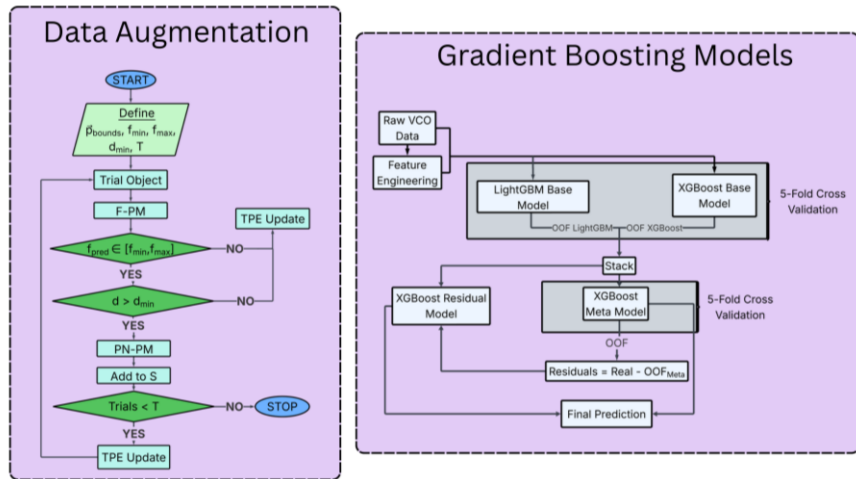 Data Augmentation
START
Define
p⃗bounds, fmin, fmax,
dmin, T
Trial Object
F-PM
TPE Update
fpred ∈ [fmin,fmax]
NO
YES
d > dmin
NO
YES
PN-PM
Add to S
Trials < T
NO
STOP
YES
TPE Update
Gradient Boosting Models
Raw VCO
Data
Feature
Engineering
LightGBM Base
Model
XGBoost Base
Model
5-Fold Cross
Validation
OOF LightGBM
OOF XGBoost
Stack
XGBoost Residual
Model
XGBoost
Meta Model
5-Fold Cross
Validation
OOF
Residuals = Real - OOFMeta
Final Prediction